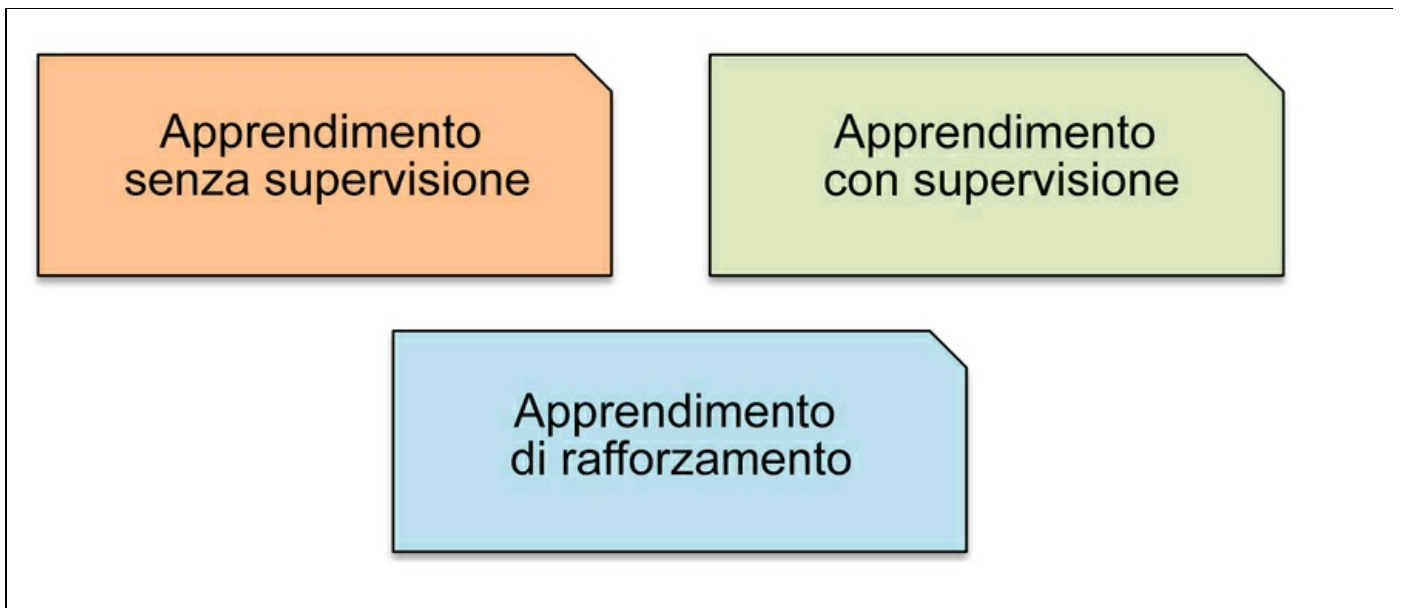 Apprendimento
senza supervisione
Apprendimento
con supervisione
Apprendimento
di rafforzamento